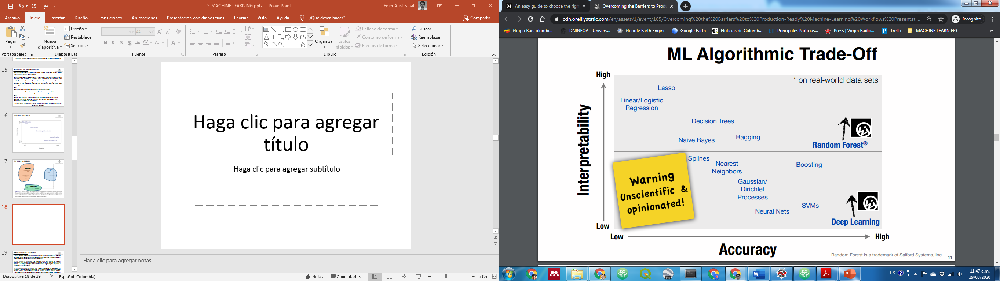 5_MACHINE LEARNING.pptx - PowerPoint
Edier Aristizabal
Archivo
Inicio
Insertar
Diseño
Transiciones
Animaciones
Presentación con diapositivas
Revisar
Vista
Ayuda
¿Qué desea hacer?
Compartir
Pegar
Nueva
diapositiva
Diseño
Restablecer
Sección
44
N K S S abc AV Aa A
Organizar
Estilos
rápidos
Relleno de forma
Contorno de forma
Efectos de forma
Buscar
Reemplazar
Seleccionar
Portapapeles
Diapositivas
Fuente
Párrafo
Dibujo
Edición
15
MODELOS NO PARAMÉTRICOS
16
TIPOS DE MODELOS
17
TIPOS DE MODELOS
18
19
PROCEDIMIENTO GENERAL
Haga clic para agregar
título
Haga clic para agregar subtítulo
Haga clic para agregar notas
Diapositiva 18 de 39
Español (Colombia)
Notas
Comentarios
71%
An easy guide to choose the righ
Overcoming the Barriers to Produ
cdn.oreillystatic.com/en/assets/1/event/105/Overcoming%20the%20Barriers%20to%20Production-Ready%20Machine-Learning%20Workflows%20Presentati...
Incógnito
Grupo Bancolombi...
DNINFOA - Univers...
Google Earth Engine
Google Earth
Noticias de Colomb...
Principales Noticias...
Press | Virgin Radio...
Trello
MACHINE LEARNING
»
ML Algorithmic Trade-Off
High
* on real-world data sets
Lasso
Linear/Logistic
Regression
Decision Trees
Naive Bayes
Bagging
Random Forest®
Interpretability
Splines
Nearest
Neighbors
Boosting
Warning
Unscientific &
opinionated!
Gaussian/
Dirichlet
Processes
SVMs
Neural Nets
Deep Learning
Low
Low
High
Accuracy
Random Forest is a trademark of Salford Systems, Inc.
11
Pro
ES
11:47 a.m.
19/03/2020